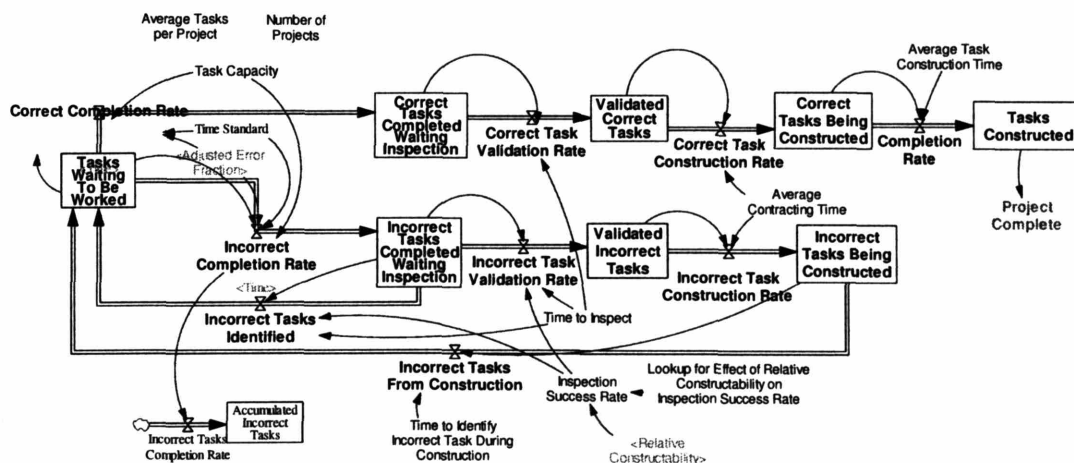 Average Tasks
per Project
Number of
Projects
Task Capacity
Average Task
Construction Time
Correct Completion Rate
Correct
Tasks
Completed
Waiting
Inspection
Correct Task
Validation Rate
Validated
Correct Tasks
Correct Task
Construction Rate
Correct
Tasks Being
Constructed
Completion
Rate
Tasks
Constructed
Time Standard
<Adjusted Error
Fraction>
Tasks
Waiting
To Be
Worked
Average
Contracting Time
Project
Complete
Incorrect
Completion Rate
Incorrect
Tasks
Completed
Waiting
Inspection
Incorrect Task
Validation Rate
Validated
Incorrect
Tasks
Incorrect Task
Construction Rate
Incorrect
Tasks Being
Constructed
<Time>
Incorrect Tasks
Identified
Time to Inspect
Incorrect Tasks
From Construction
Inspection
Success Rate
Lookup for Effect of Relative
Constructability on
Inspection Success Rate
Accumulated
Incorrect
Tasks
Incorrect Tasks
Completion Rate
Time to Identify
Incorrect Task During
Construction
<Relative
Constructability>